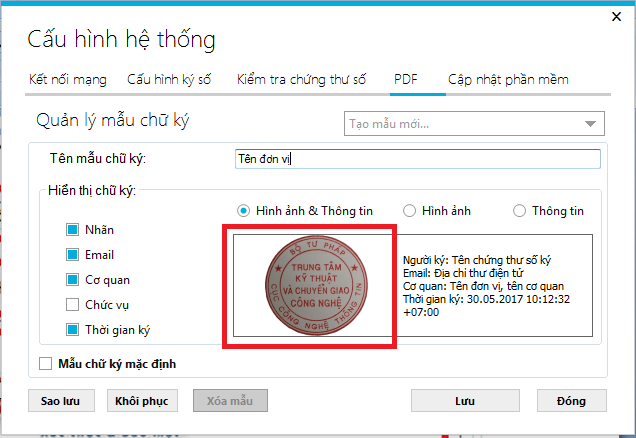 Cấu hình hệ thống
Kết nối mạng Cấu hình ký số Kiểm tra chứng thư số PDF Cập nhật phần mềm
Quản lý mẫu chữ ký Tạo mẫu mới...
Tên mẫu chữ ký: Tên đơn vị
Hiển thị chữ ký:
Hình ảnh & Thông tin Hình ảnh Thông tin
Nhãn
Email
Cơ quan
Chức vụ
Thời gian ký
BỘ TƯ PHÁP
TRUNG TÂM
KỸ THUẬT
VÀ CHUYỂN GIAO
CÔNG NGHỆ
CỤC CÔNG NGHỆ THÔNG TIN
Người ký: Tên chứng thư số ký
Email: Địa chỉ thư điện tử
Cơ quan: Tên đơn vị, tên cơ quan
Thời gian ký: 30.05.2017 10:12:32
+07:00
Mẫu chữ ký mặc định
Sao lưu Khôi phục Xóa mẫu Lưu Đóng